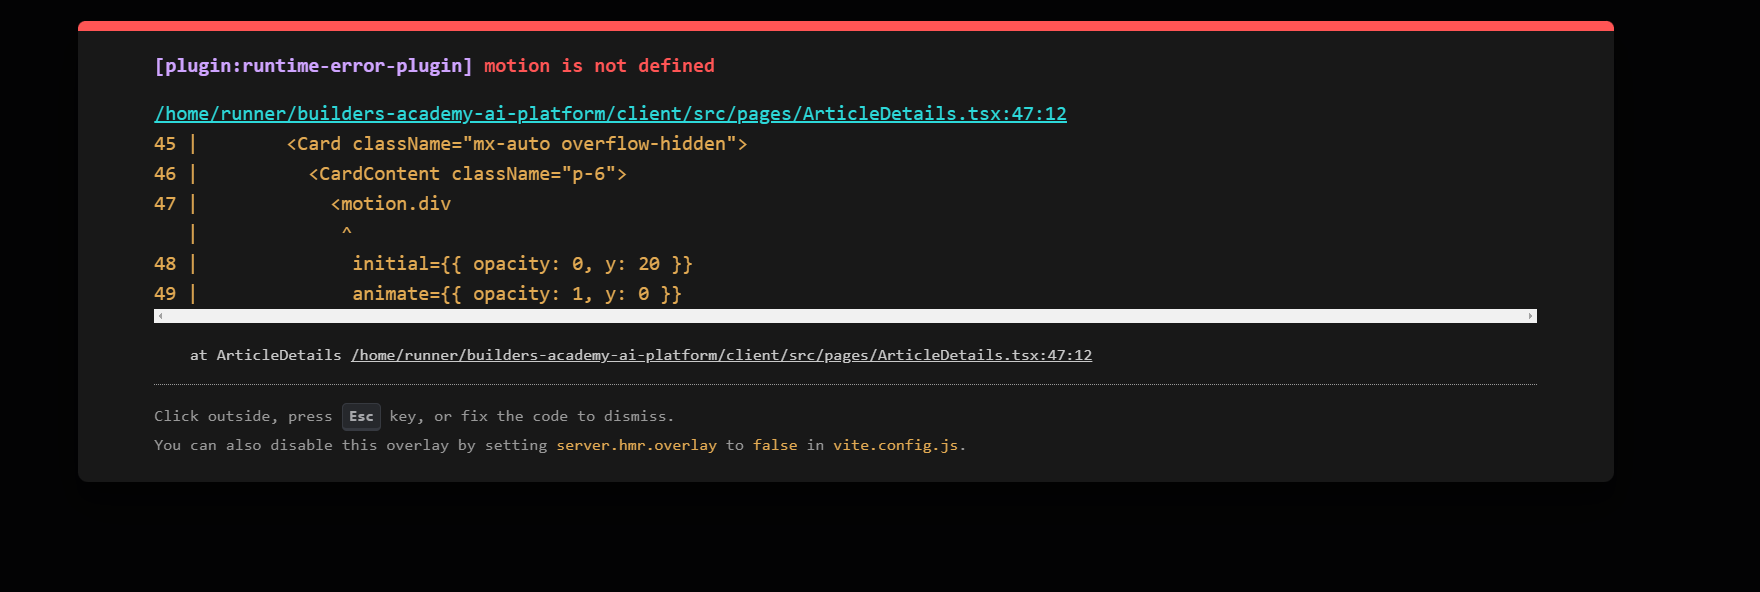 [plugin:runtime-error-plugin] motion is not defined
/home/runner/builders-academy-ai-platform/client/src/pages/ArticleDetails.tsx:47:12
45 |        <Card className="mx-auto overflow-hidden">
46 |          <CardContent className="p-6">
47 |            <motion.div
   |             ^
48 |              initial={{ opacity: 0, y: 20 }}
49 |              animate={{ opacity: 1, y: 0 }}
at ArticleDetails /home/runner/builders-academy-ai-platform/client/src/pages/ArticleDetails.tsx:47:12
Click outside, press Esc key, or fix the code to dismiss.
You can also disable this overlay by setting server.hmr.overlay to false in vite.config.js.